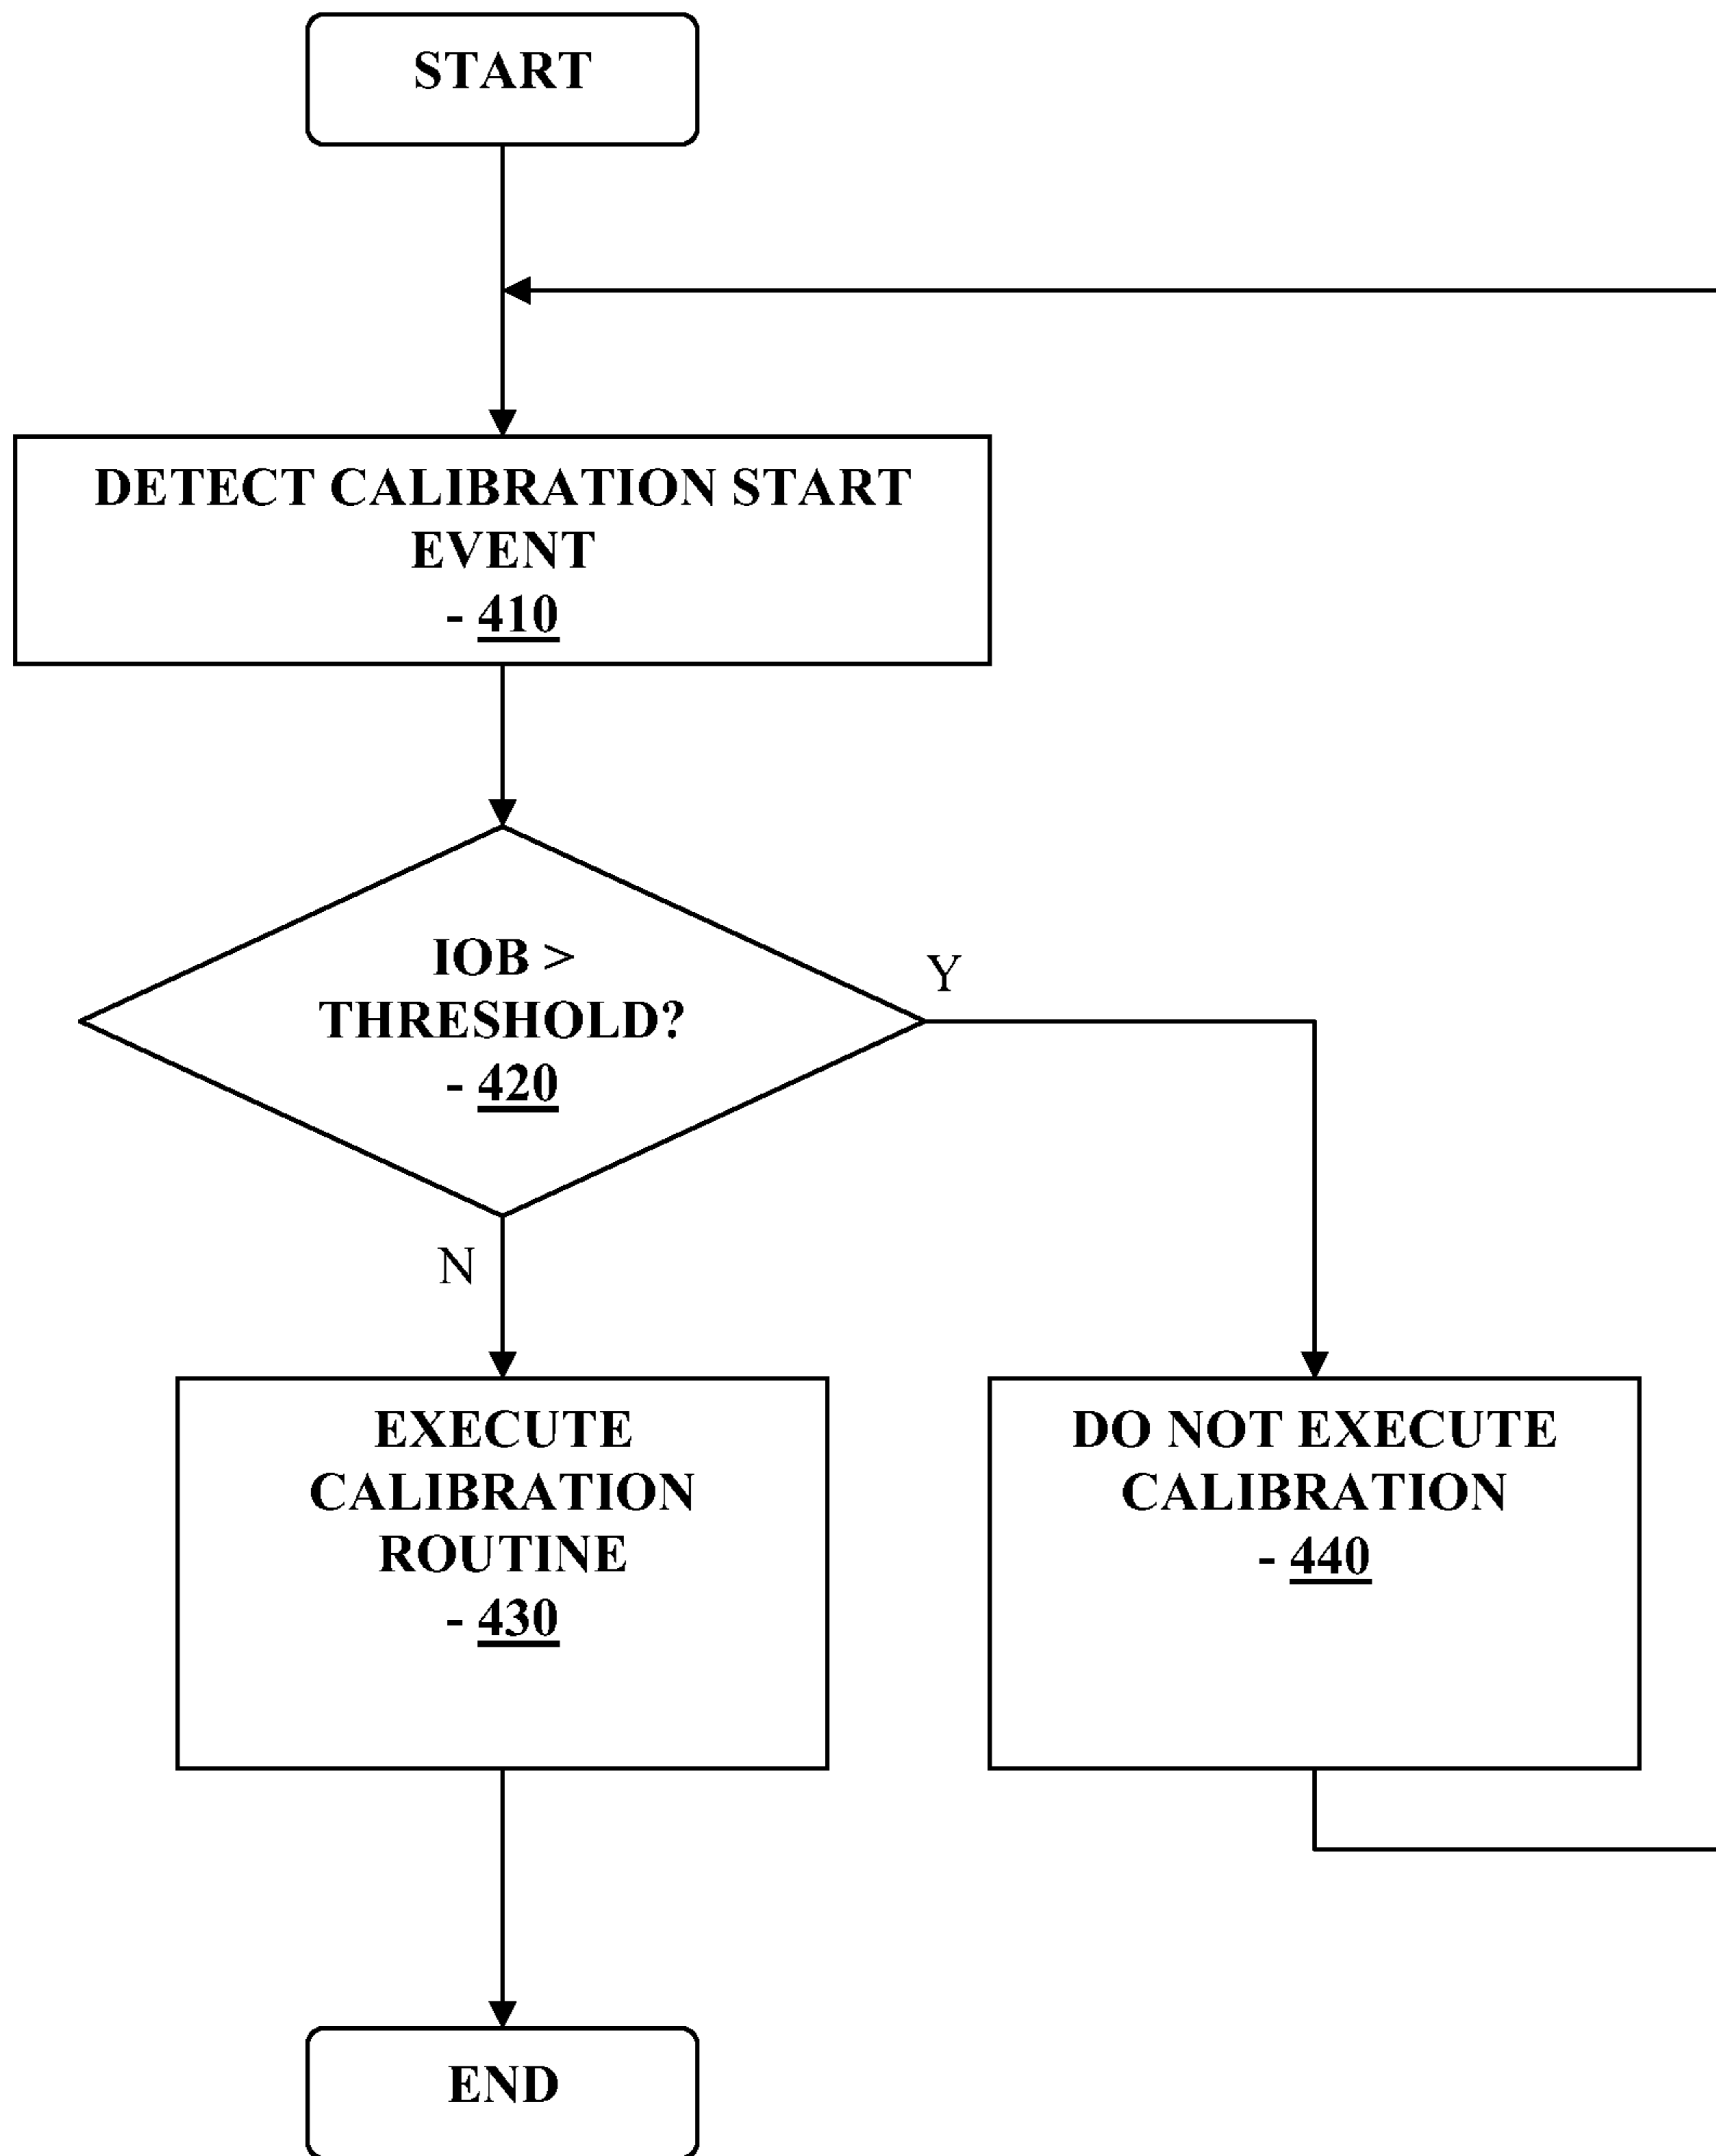 START
DETECT CALIBRATION START
EVENT
- 410
IOB >
THRESHOLD?
- 420
Y
N
EXECUTE
CALIBRATION
ROUTINE
- 430
DO NOT EXECUTE
CALIBRATION
- 440
END